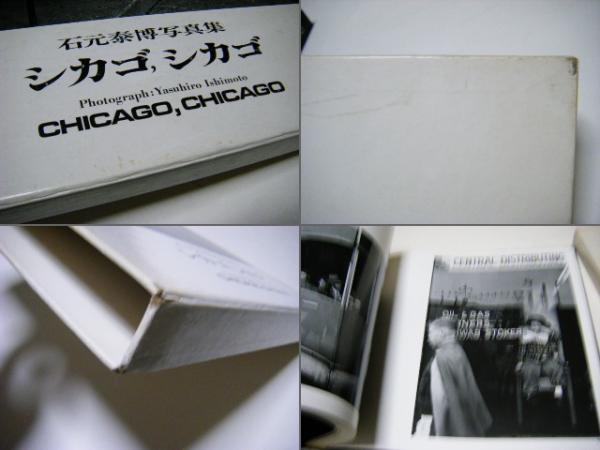 石元泰博写真集
シカゴ,シカゴ
Photograph:Yasuhiro Ishimoto
CHICAGO,CHICAGO
CENTRAL DISTRIBUTING
OIL & GAS
STOKER